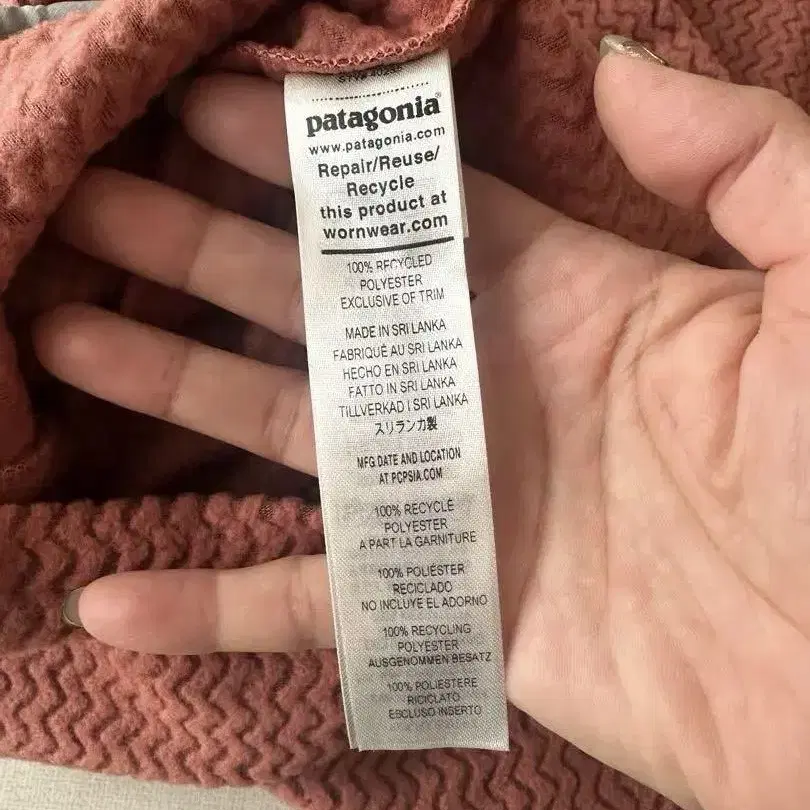 patagonia®
www.patagonia.com
Repair/Reuse/
Recycle
this product at
wornwear.com
100% RECYCLED
POLYESTER
EXCLUSIVE OF TRIM
MADE IN SRI LANKA
FABRIQUÉ AU SRI LANKA
HECHO EN SRI LANKA
FATTO IN SRI LANKA
TILLVERKAD I SRI LANKA
スリランカ製
MFG DATE AND LOCATION
AT PCPSIA.COM
100% RECYCLÉ
POLYESTER
A PART LA GARNITURE
100% POLIÉSTER
RECICLADO
NO INCLUYE EL ADORNO
100% RECYCLING
POLYESTER
AUSGENOMMEN BESATZ
100% POLIESTERE
RICICLATO
ESCLUSO INSERTO